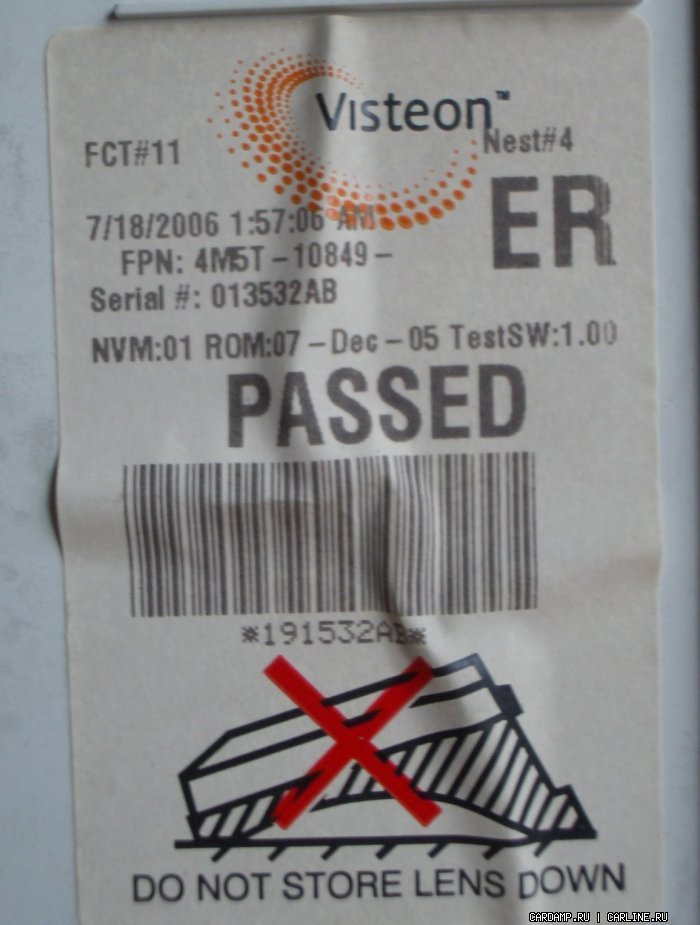 Visteon™
FCT#11
Nest#4
ER
7/18/2006 1:57:06 AM
FPN: 4M5T-10849-
Serial #: 013532AB
NVM:01 ROM:07-Dec-05 TestSW:1.00
PASSED
*191532AB*
DO NOT STORE LENS DOWN
CARDAMP.RU | CARLINE.RU